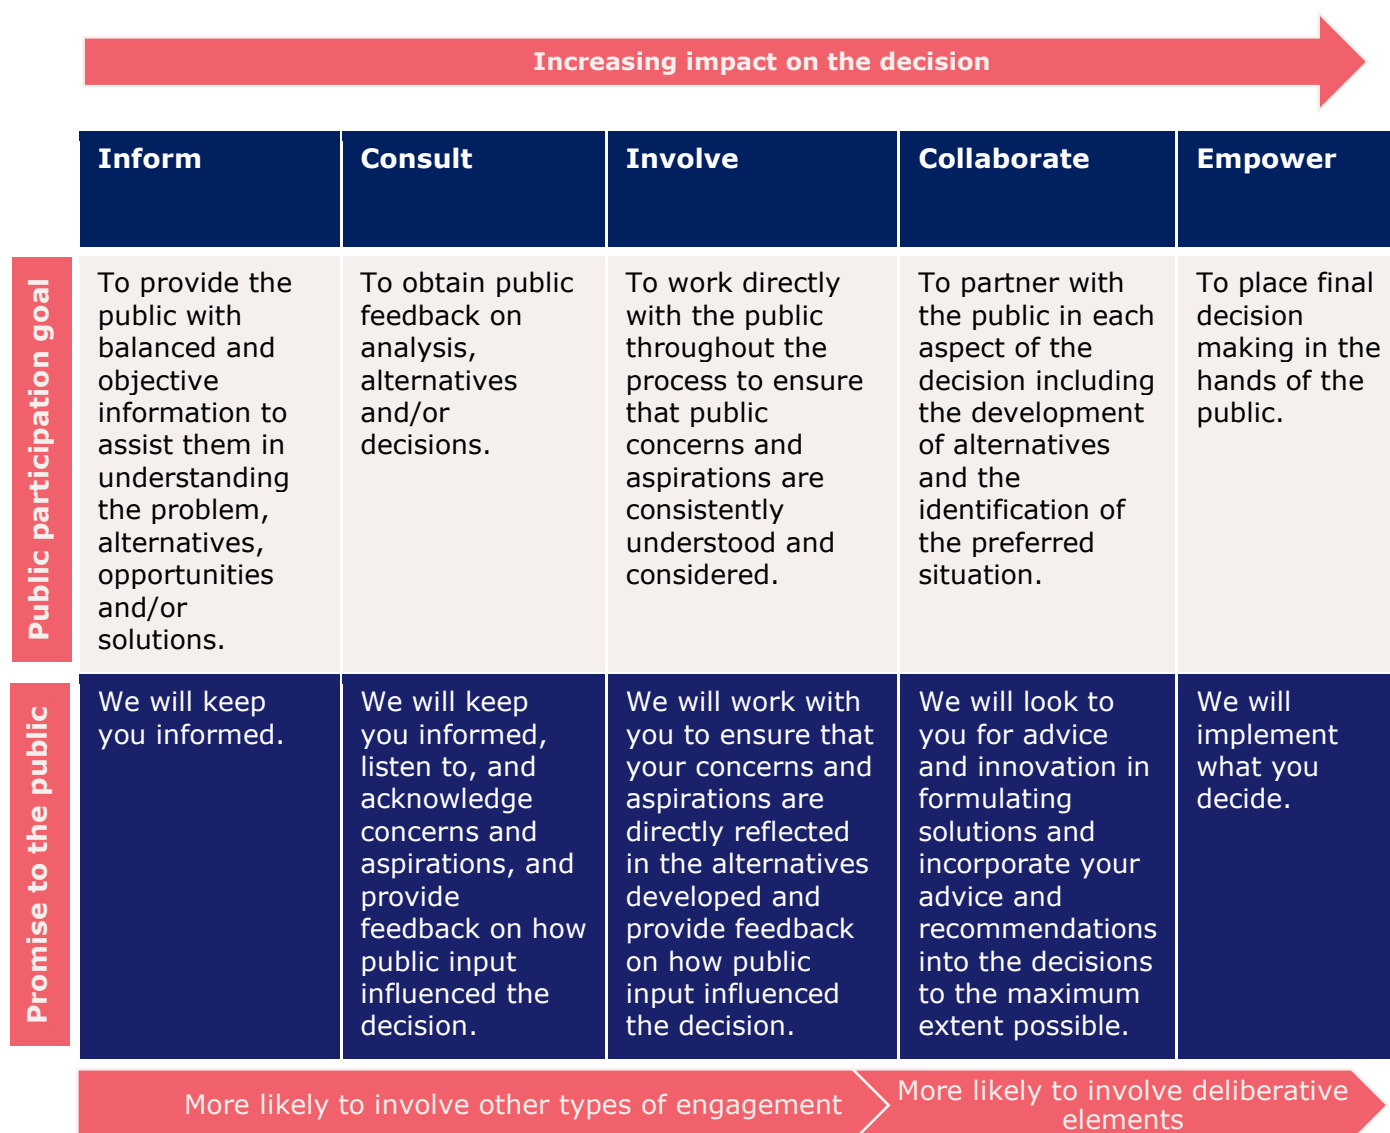 Increasing impact on the decision
Inform
Consult
Involve
Collaborate
Empower
Public participation goal
To provide the
public with
balanced and
objective
information to
assist them in
understanding
the problem,
alternatives,
opportunities
and/or
solutions.
To obtain public
feedback on
analysis,
alternatives
and/or
decisions.
To work directly
with the public
throughout the
process to ensure
that public
concerns and
aspirations are
consistently
understood and
considered.
To partner with
the public in each
aspect of the
decision including
the development
of alternatives
and the
identification of
the preferred
situation.
To place final
decision
making in the
hands of the
public.
Promise to the public
We will keep
you informed.
We will keep
you informed,
listen to, and
acknowledge
concerns and
aspirations, and
provide
feedback on how
public input
influenced the
decision.
We will work with
you to ensure that
your concerns and
aspirations are
directly reflected
in the alternatives
developed and
provide feedback
on how public
input influenced
the decision.
We will look to
you for advice
and innovation in
formulating
solutions and
incorporate your
advice and
recommendations
into the decisions
to the maximum
extent possible.
We will
implement
what you
decide.
More likely to involve other types of engagement
More likely to involve deliberative
elements